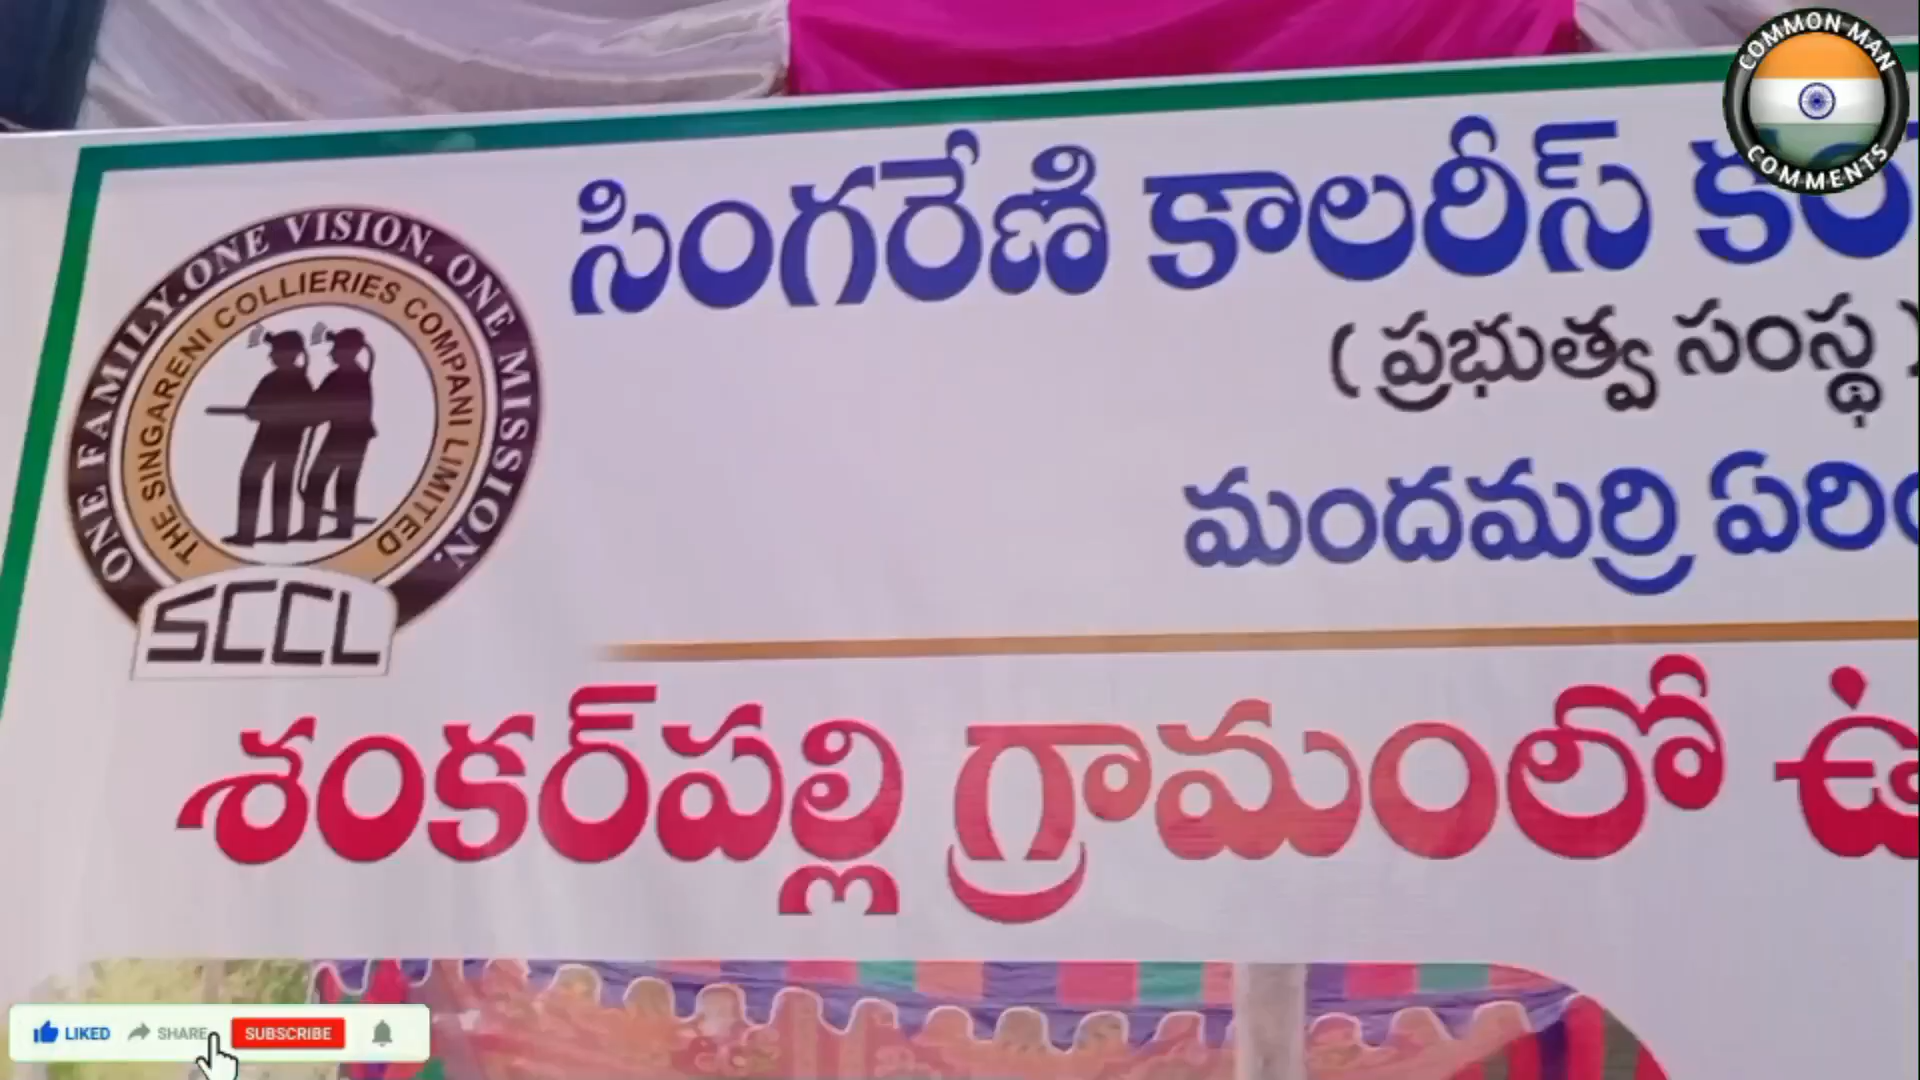 COMMON MAN
COMMENTS
సింగరేణి కాలరీస్
( ప్రభుత్వ సంస్థ )
మందమర్రి
ONE FAMILY. ONE VISION. ONE MISSION.
THE SINGARENI COLLIERIES COMPANI LIMITED
SCCL
శంకర్‌పల్లి గ్రామంలో
LIKED SHARE SUBSCRIBE